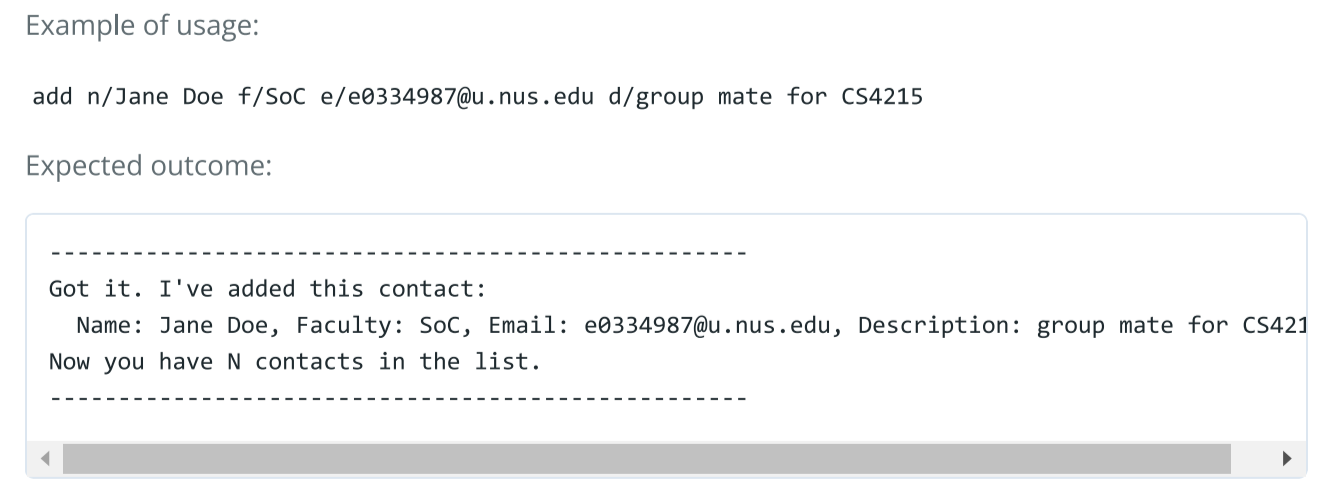 Example of usage:
add n/Jane Doe f/SoC e/e0334987@u.nus.edu d/group mate for CS4215
Expected outcome:
---------------------------------------------------
Got it. I've added this contact:
Name: Jane Doe, Faculty: SoC, Email: e0334987@u.nus.edu, Description: group mate for CS421
Now you have N contacts in the list.
---------------------------------------------------